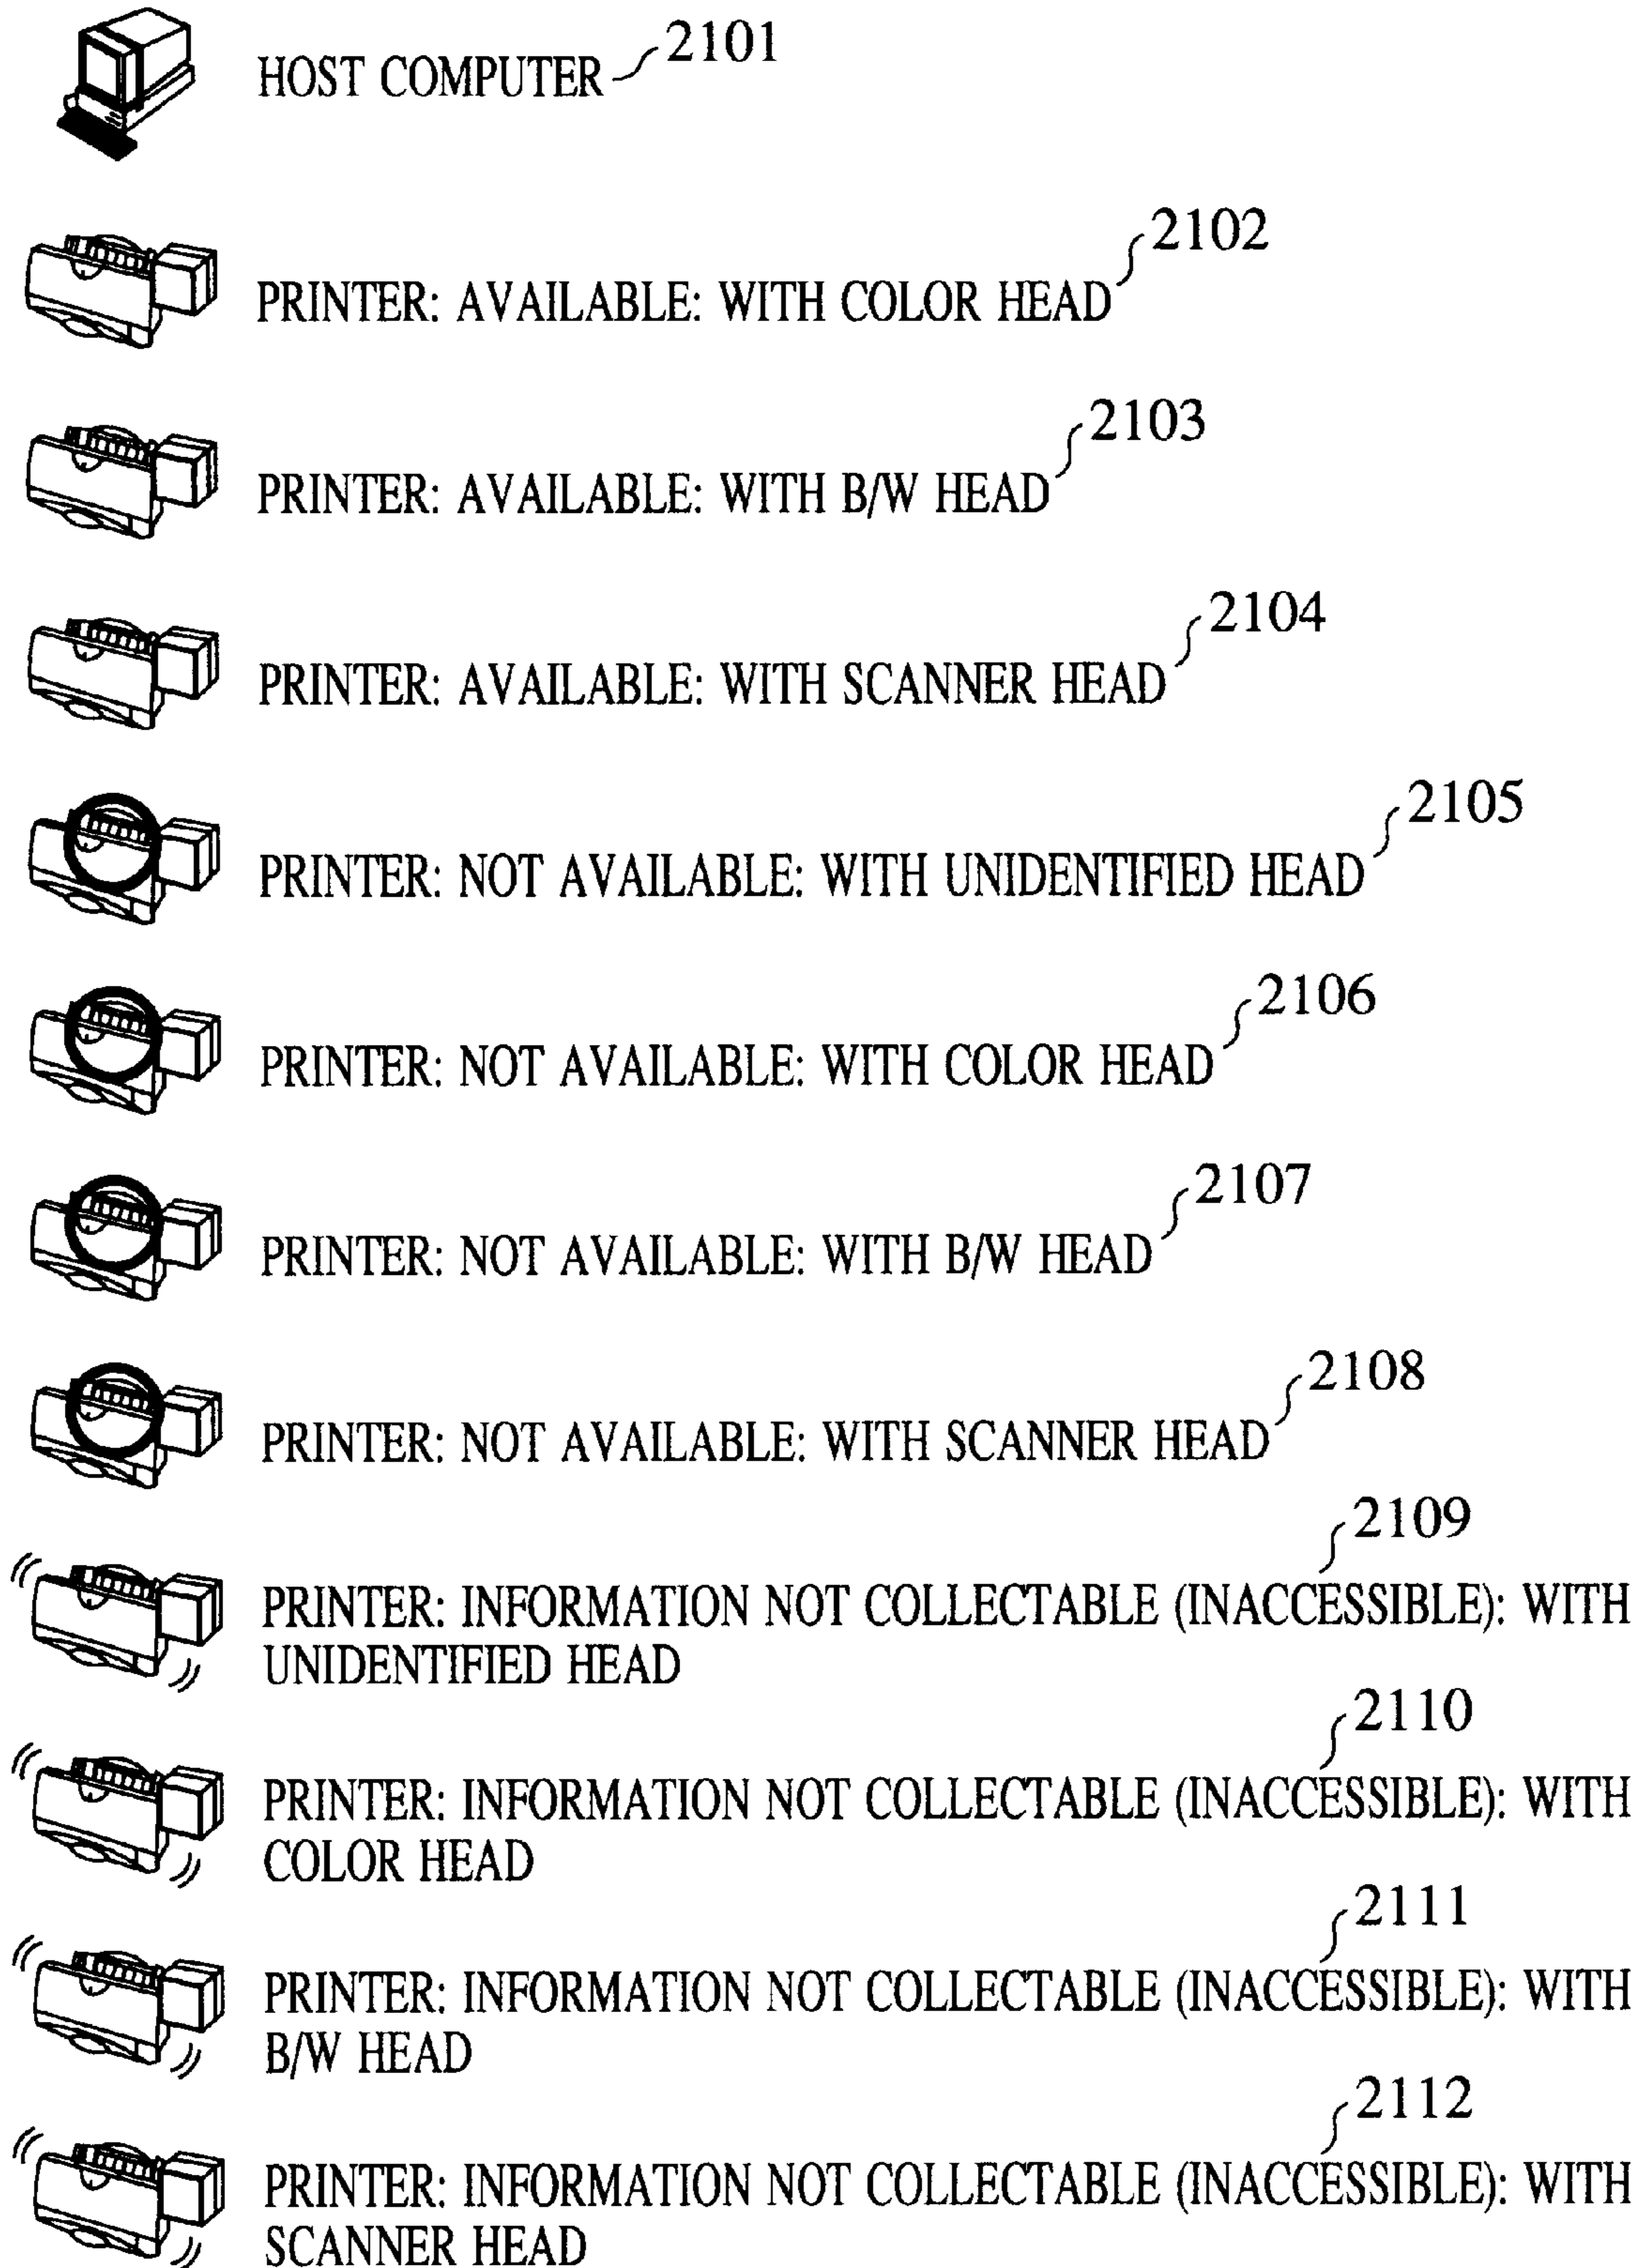 HOST COMPUTER 2101
PRINTER: AVAILABLE: WITH COLOR HEAD 2102
PRINTER: AVAILABLE: WITH B/W HEAD 2103
PRINTER: AVAILABLE: WITH SCANNER HEAD 2104
PRINTER: NOT AVAILABLE: WITH UNIDENTIFIED HEAD 2105
PRINTER: NOT AVAILABLE: WITH COLOR HEAD 2106
PRINTER: NOT AVAILABLE: WITH B/W HEAD 2107
PRINTER: NOT AVAILABLE: WITH SCANNER HEAD 2108
2109
PRINTER: INFORMATION NOT COLLECTABLE (INACCESSIBLE): WITH
UNIDENTIFIED HEAD
2110
PRINTER: INFORMATION NOT COLLECTABLE (INACCESSIBLE): WITH
COLOR HEAD
2111
PRINTER: INFORMATION NOT COLLECTABLE (INACCESSIBLE): WITH
B/W HEAD
2112
PRINTER: INFORMATION NOT COLLECTABLE (INACCESSIBLE): WITH
SCANNER HEAD